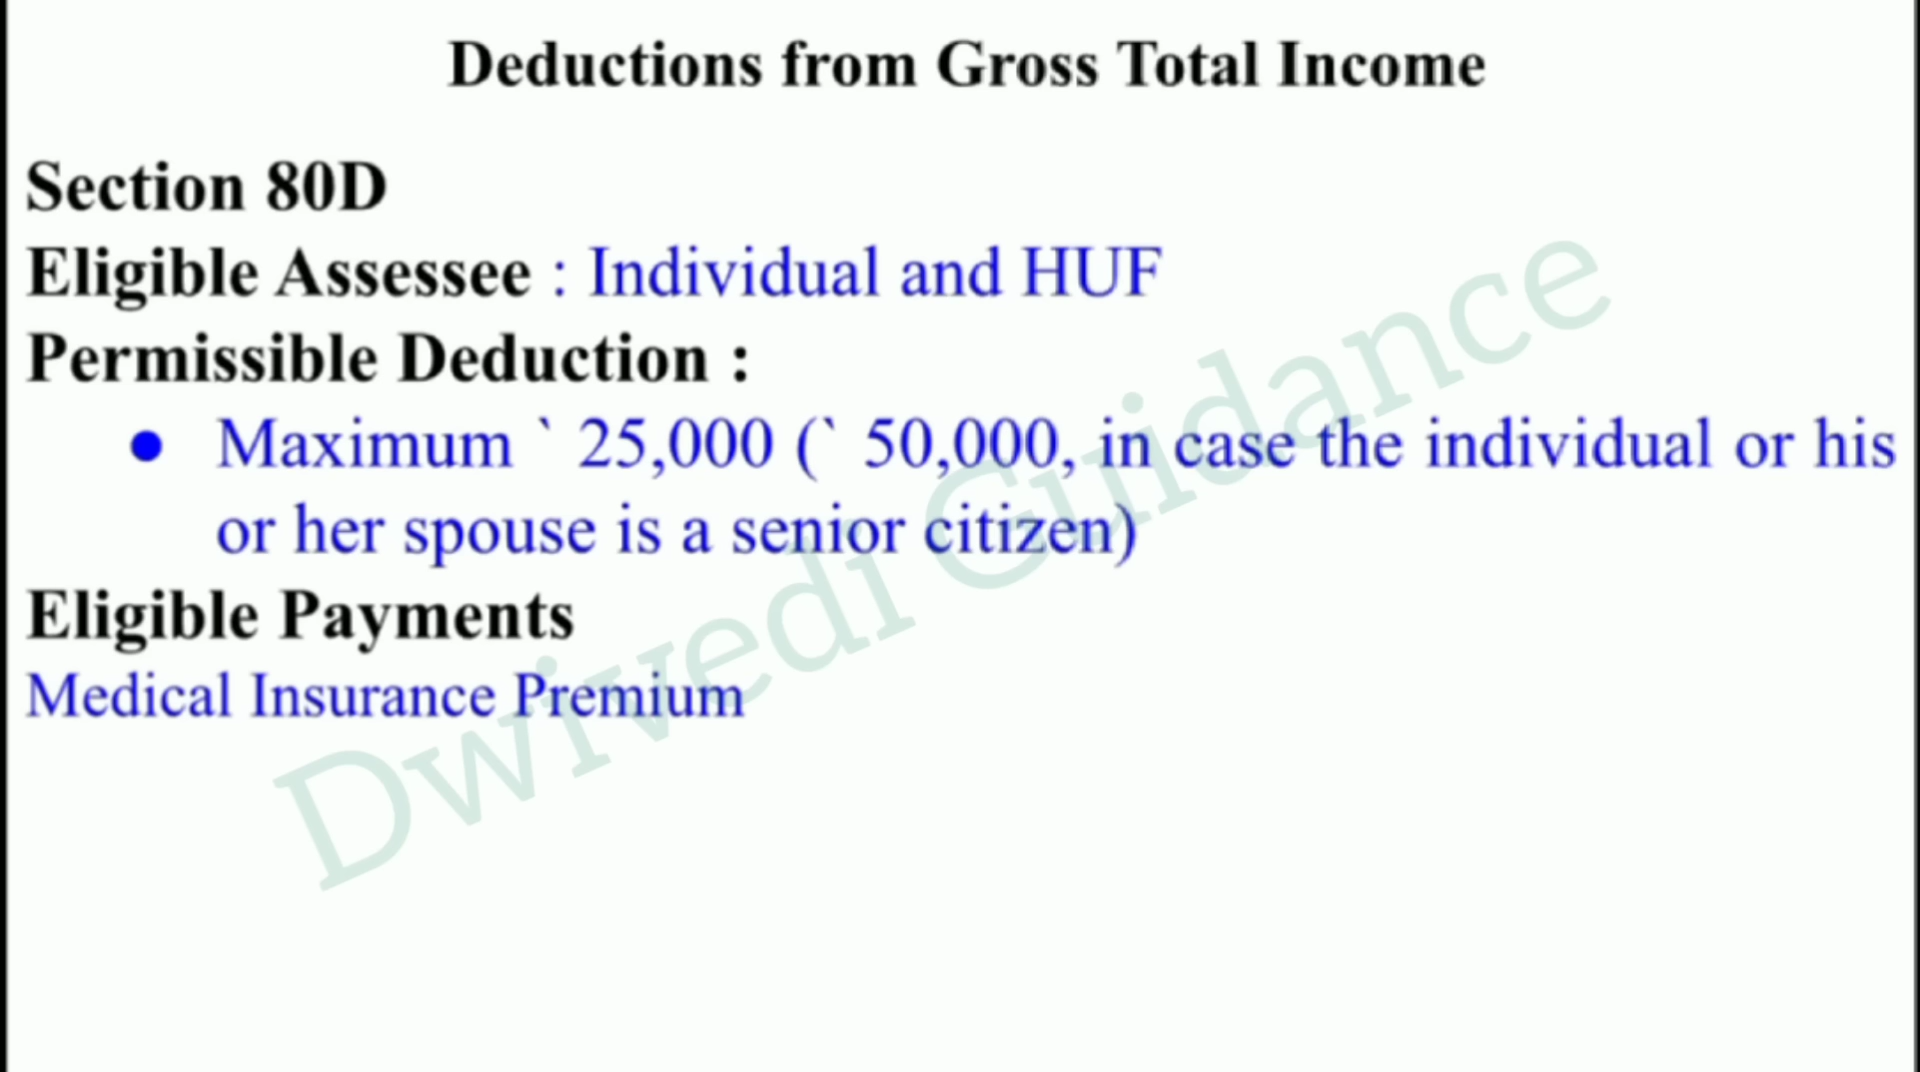 Deductions from Gross Total Income
Section 80D
Eligible Assessee : Individual and HUF
Permissible Deduction :
● Maximum ` 25,000 (` 50,000, in case the individual or his
or her spouse is a senior citizen)
Eligible Payments
Medical Insurance Premium
Dwivedi Guidance